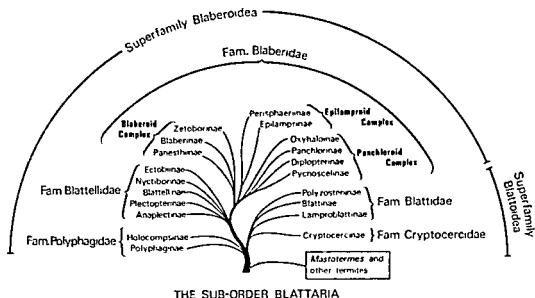 Superfamily Blaberoidea
Fam. Blaberidae
Blaberoid
Complex
Zetoborinae
Blaberinae
Panesthinae
Perisphaeriinae
Epilamprinae
Epilamproid
Complex
Oxyhaloinae
Panchlorinae
Diplopterinae
Pycnoscelinae
Panchloroid
Complex
Fam Blattellidae
Ectobiinae
Nyctiborinae
Blattellinae
Plectopterinae
Anaplectinae
Polyzosteriinae
Blattinae
Lamproblattinae
Fam Blattidae
Superfamily
Blattoidea
Fam. Polyphagidae
Holocompsinae
Polyphaginae
Cryptocercinae
Fam Cryptocercidae
Mastotermes and
other termites
THE SUB-ORDER BLATTARIA